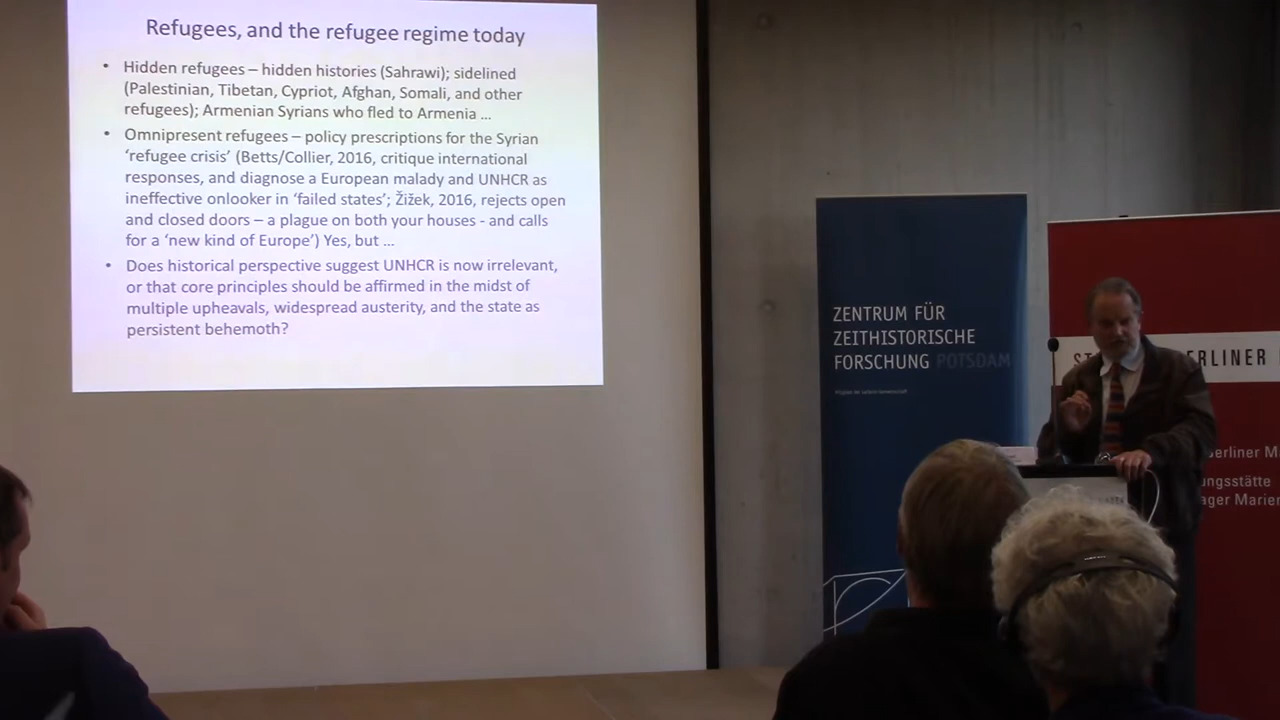 Refugees, and the refugee regime today
• Hidden refugees – hidden histories (Sahrawi); sidelined
(Palestinian, Tibetan, Cypriot, Afghan, Somali, and other
refugees); Armenian Syrians who fled to Armenia ...
• Omnipresent refugees – policy prescriptions for the Syrian
'refugee crisis' (Betts/Collier, 2016, critique international
responses, and diagnose a European malady and UNHCR as
ineffective onlooker in 'failed states'; Žižek, 2016, rejects open
and closed doors – a plague on both your houses - and calls
for a 'new kind of Europe') Yes, but ...
• Does historical perspective suggest UNHCR is now irrelevant,
or that core principles should be affirmed in the midst of
multiple upheavals, widespread austerity, and the state as
persistent behemoth?
ZENTRUM FÜR
ZEITHISTORISCHE
FORSCHUNG POTSDAM
ST ERLINER
Berliner M
ungsstätte
ager Marien